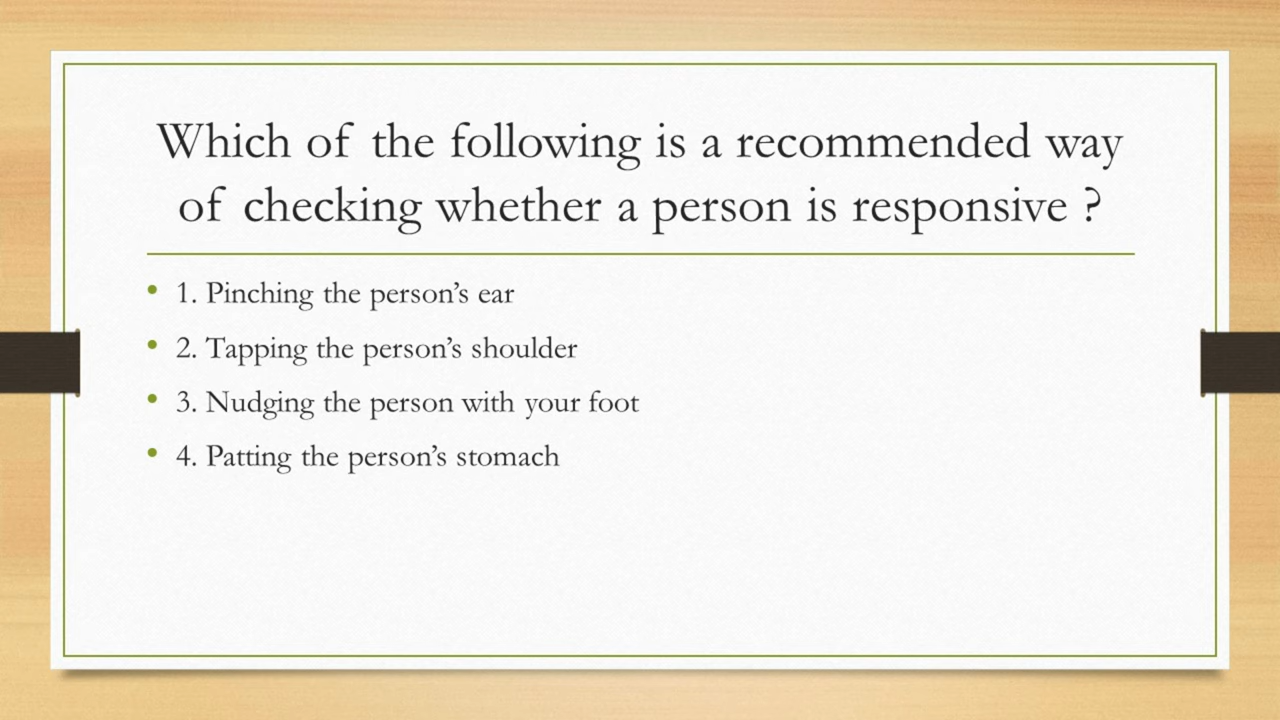 Which of the following is a recommended way
of checking whether a person is responsive ?
• 1. Pinching the person’s ear
• 2. Tapping the person’s shoulder
• 3. Nudging the person with your foot
• 4. Patting the person’s stomach